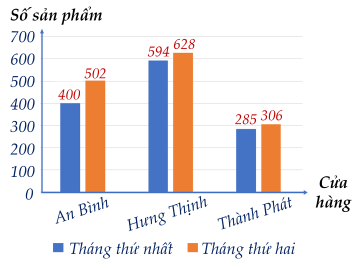 Số sản phẩm
700
600
500
400
300
200
100
0
400
502
594
628
285
306
An Bình
Hưng Thịnh
Thành Phát
Cửa
hàng
Tháng thứ nhất
Tháng thứ hai